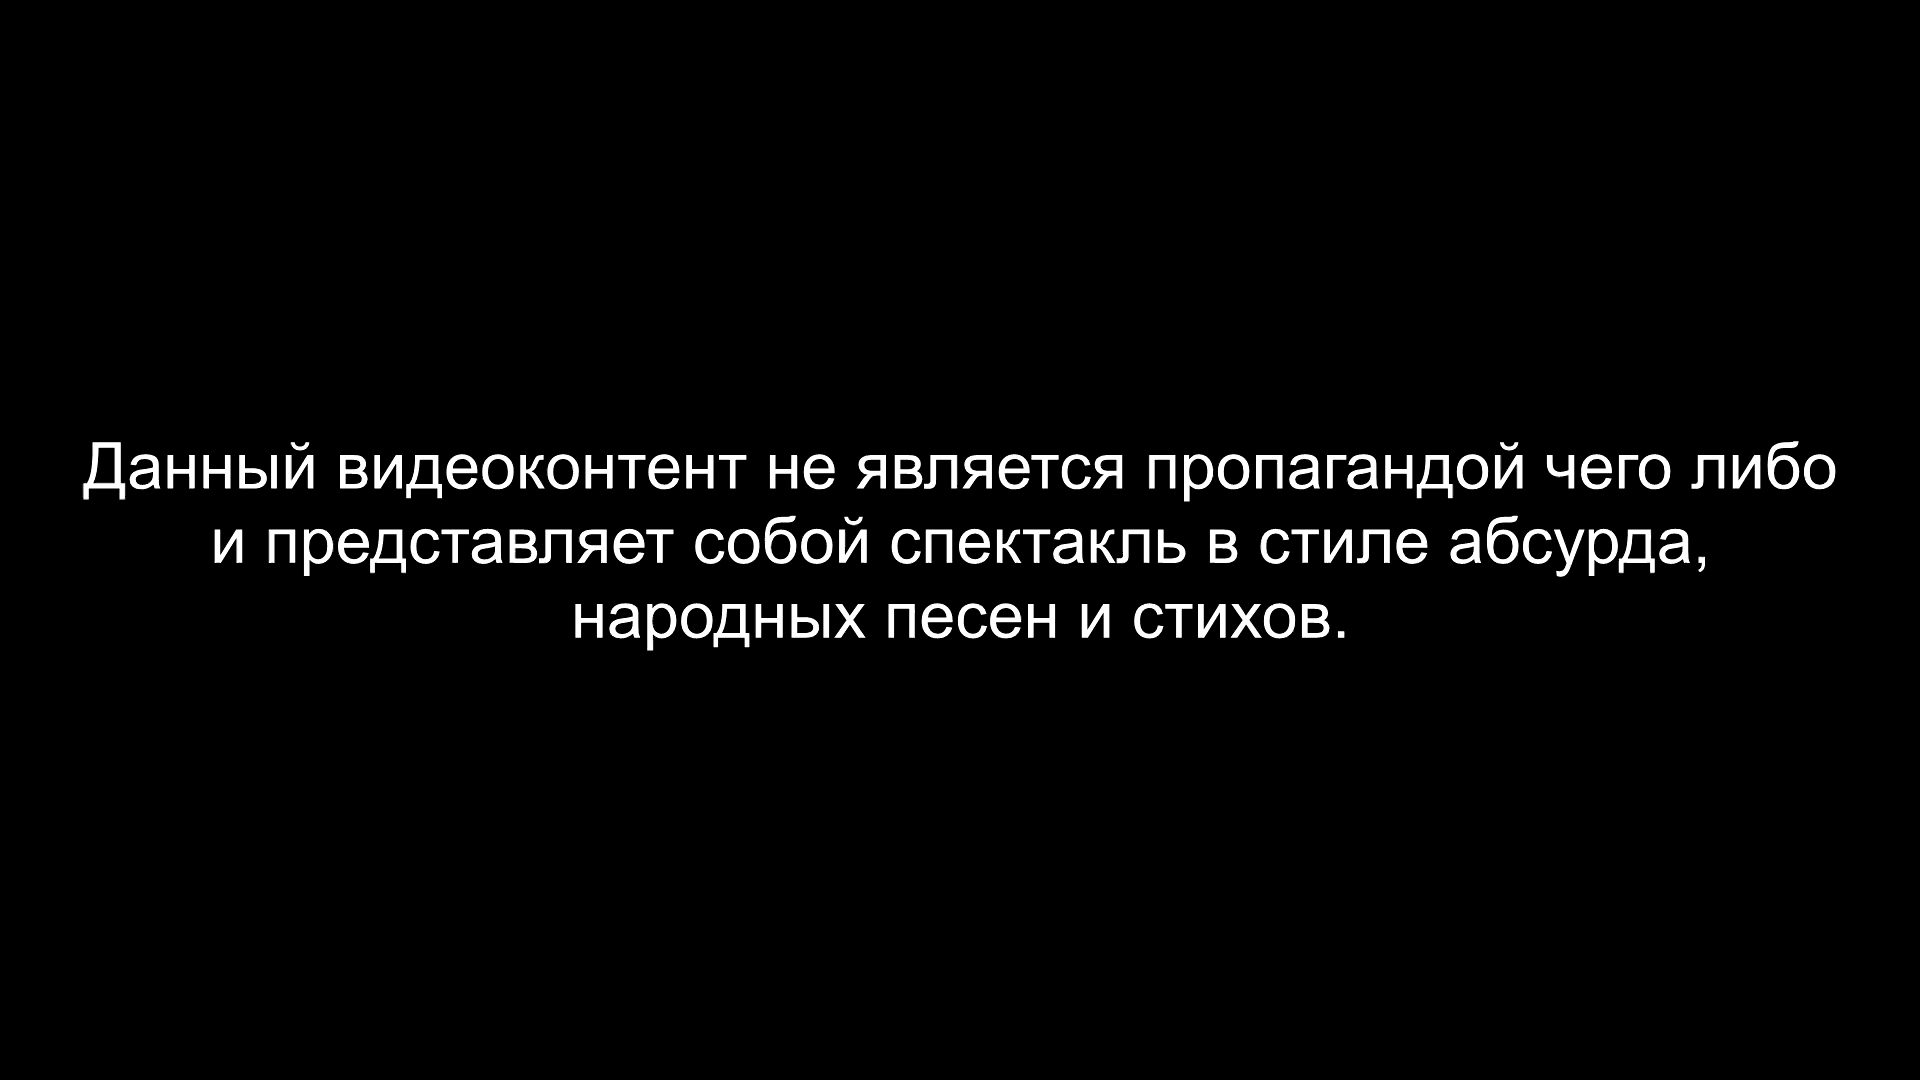 Данный видеоконтент не является пропагандой чего либо
и представляет собой спектакль в стиле абсурда,
народных песен и стихов.